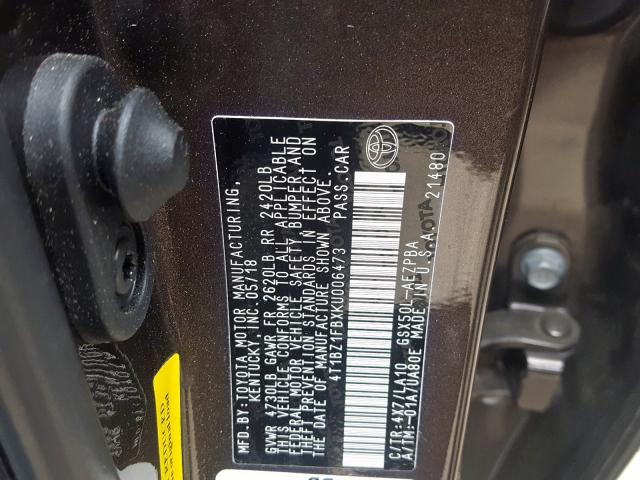 MFD.BY:TOYOTA MOTOR MANUFACTURING,
KENTUCKY, INC. 05/18
GVWR 4730LB GAWR FR 2620LB RR 2420LB
THIS VEHICLE CONFORMS TO ALL APPLICABLE
FEDERAL MOTOR VEHICLE SAFETY, BUMPER, AND
THEFT PREVENTION STANDARDS IN EFFECT ON
THE DATE OF MANUFACTURE SHOWN ABOVE.
4T1BZ1FBXKU006473 PASS.CAR
C/TR:4X7/LA10 GSX50L-AEZPBA
A/TM:-01A/UA80E MADE IN U.S.A. 21480